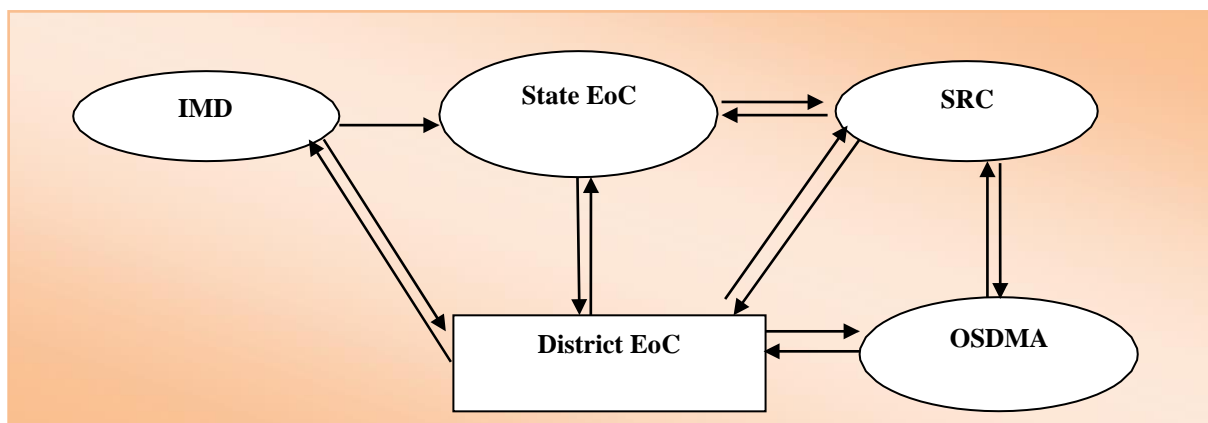 IMD
State EoC
SRC
District EoC
OSDMA